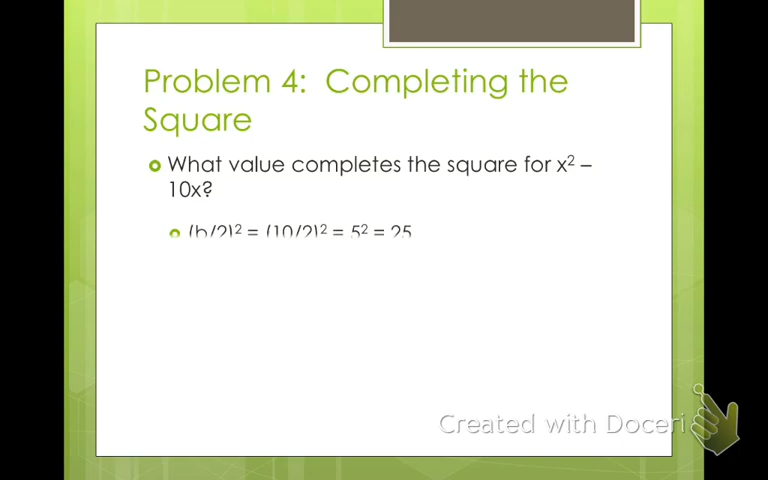 Problem 4:  Completing the
Square
What value completes the square for x² –
10x?
(b/2)² = (10/2)² = 5² = 25
Created with Doceri